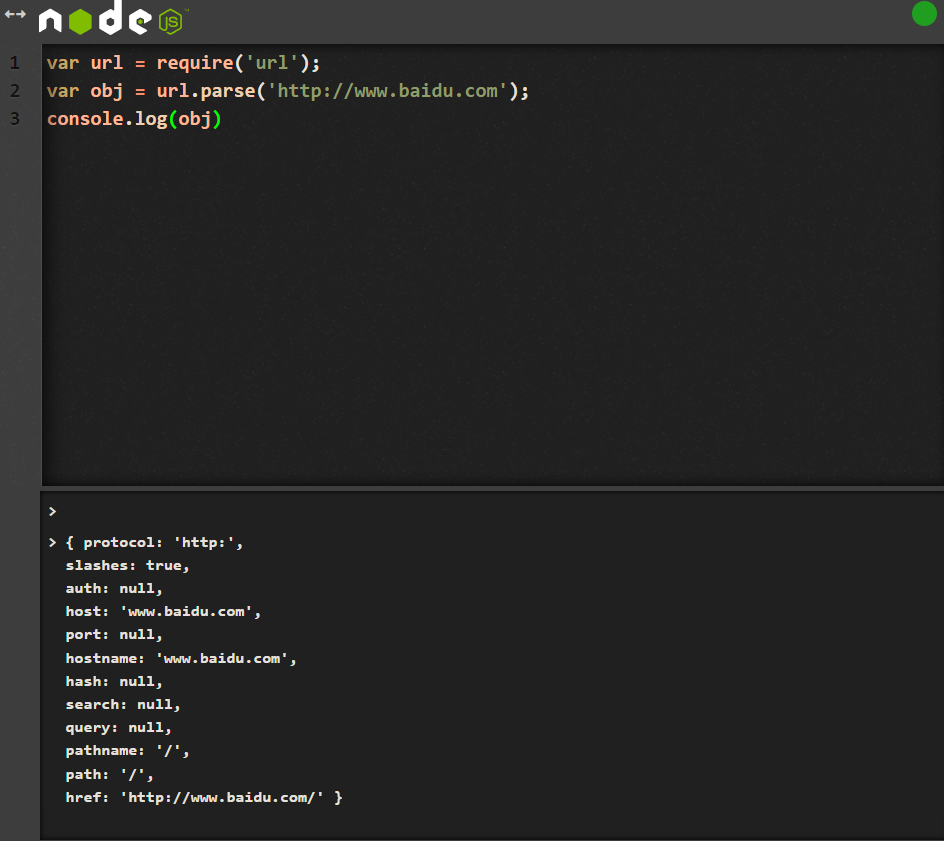 node JS™
1 var url = require('url');
2 var obj = url.parse('http://www.baidu.com');
3 console.log(obj)
>
> { protocol: 'http:',
slashes: true,
auth: null,
host: 'www.baidu.com',
port: null,
hostname: 'www.baidu.com',
hash: null,
search: null,
query: null,
pathname: '/',
path: '/',
href: 'http://www.baidu.com/' }